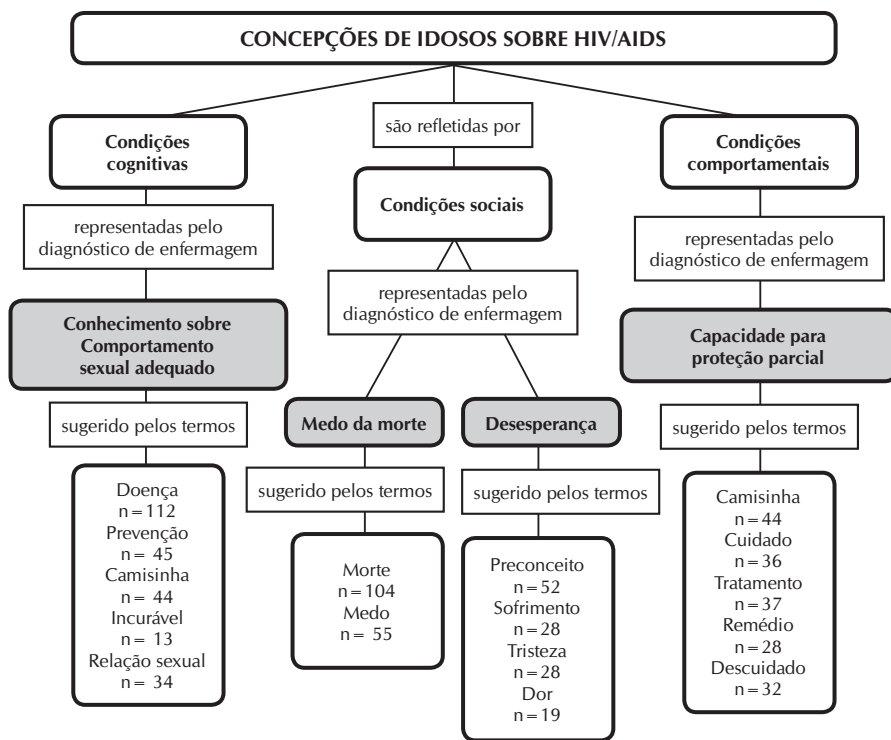 CONCEPÇÕES DE IDOSOS SOBRE HIV/AIDS
Condições
cognitivas
representadas pelo
diagnóstico de enfermagem
Conhecimento sobre
Comportamento
sexual adequado
sugerido pelos termos
Doença
n=112
Prevenção
n= 45
Camisinha
n= 44
Incurável
n= 13
Relação sexual
n= 34
são refletidas por
Condições sociais
representadas pelo
diagnóstico de enfermagem
Medo da morte
sugerido pelos termos
Morte
n=104
Medo
n= 55
Desesperança
sugerido pelos termos
Preconceito
n=52
Sofrimento
n=28
Tristeza
n=28
Dor
n=19
Condições
comportamentais
representadas pelo
diagnóstico de enfermagem
Capacidade para
proteção parcial
sugerido pelos termos
Camisinha
n=44
Cuidado
n=36
Tratamento
n=37
Remédio
n=28
Descuidado
n=32